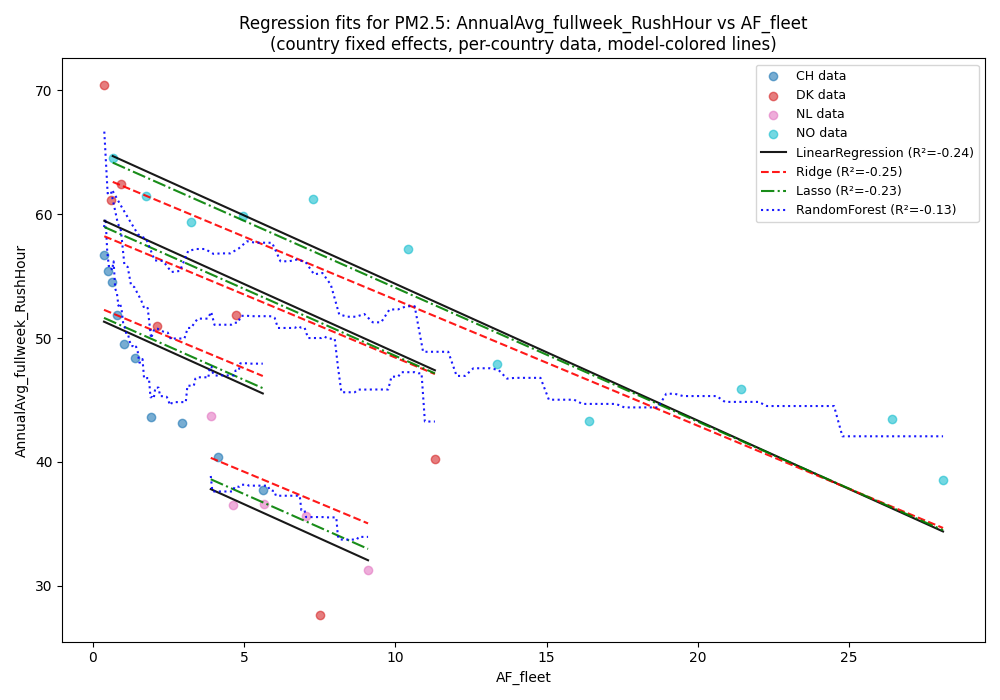 Regression fits for PM2.5: AnnualAvg_fullweek_RushHour vs AF_fleet
(country fixed effects, per-country data, model-colored lines)
CH data
DK data
NL data
NO data
LinearRegression (R²=-0.24)
Ridge (R²=-0.25)
Lasso (R²=-0.23)
RandomForest (R²=-0.13)
AnnualAvg_fullweek_RushHour
70
60
50
40
30
0 5 10 15 20 25
AF_fleet